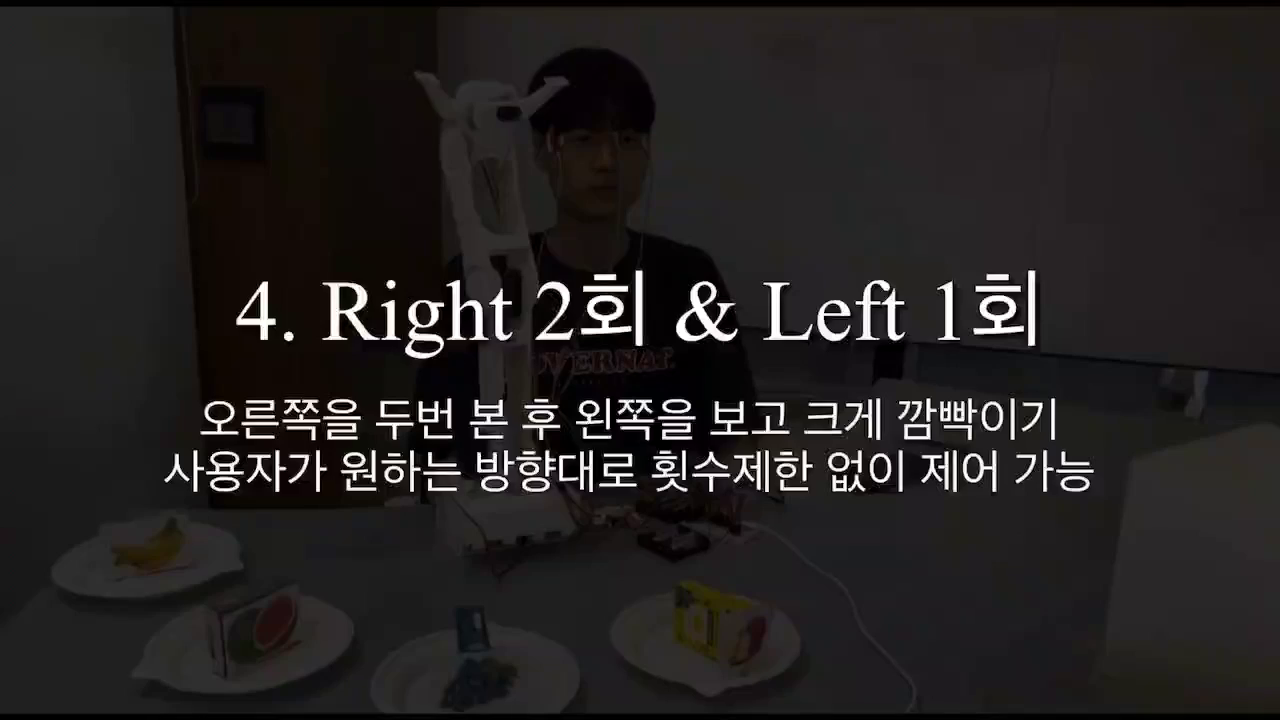 4. Right 2회 & Left 1회
오른쪽을 두번 본 후 왼쪽을 보고 크게 깜빡이기
사용자가 원하는 방향대로 횟수제한 없이 제어 가능